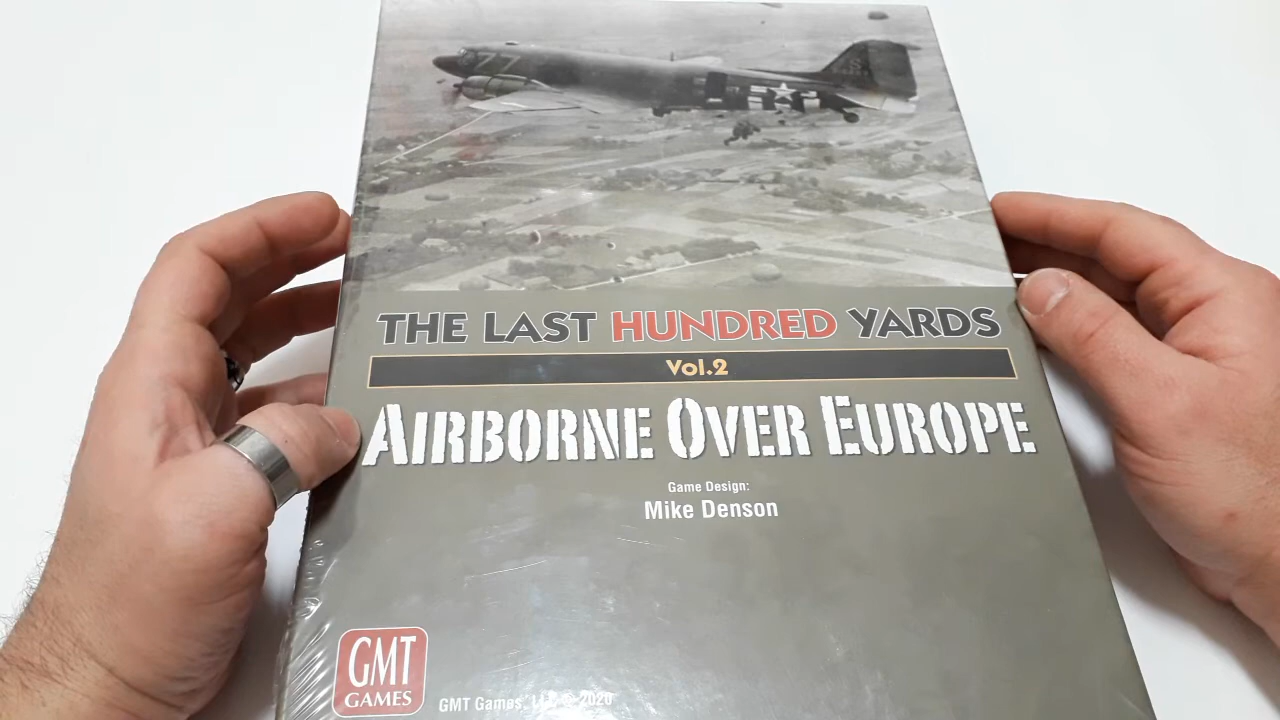 77
S
THE LAST HUNDRED YARDS
Vol.2
AIRBORNE OVER EUROPE
Game Design:
Mike Denson
GMT
GAMES
GMT Games, LLC © 2020